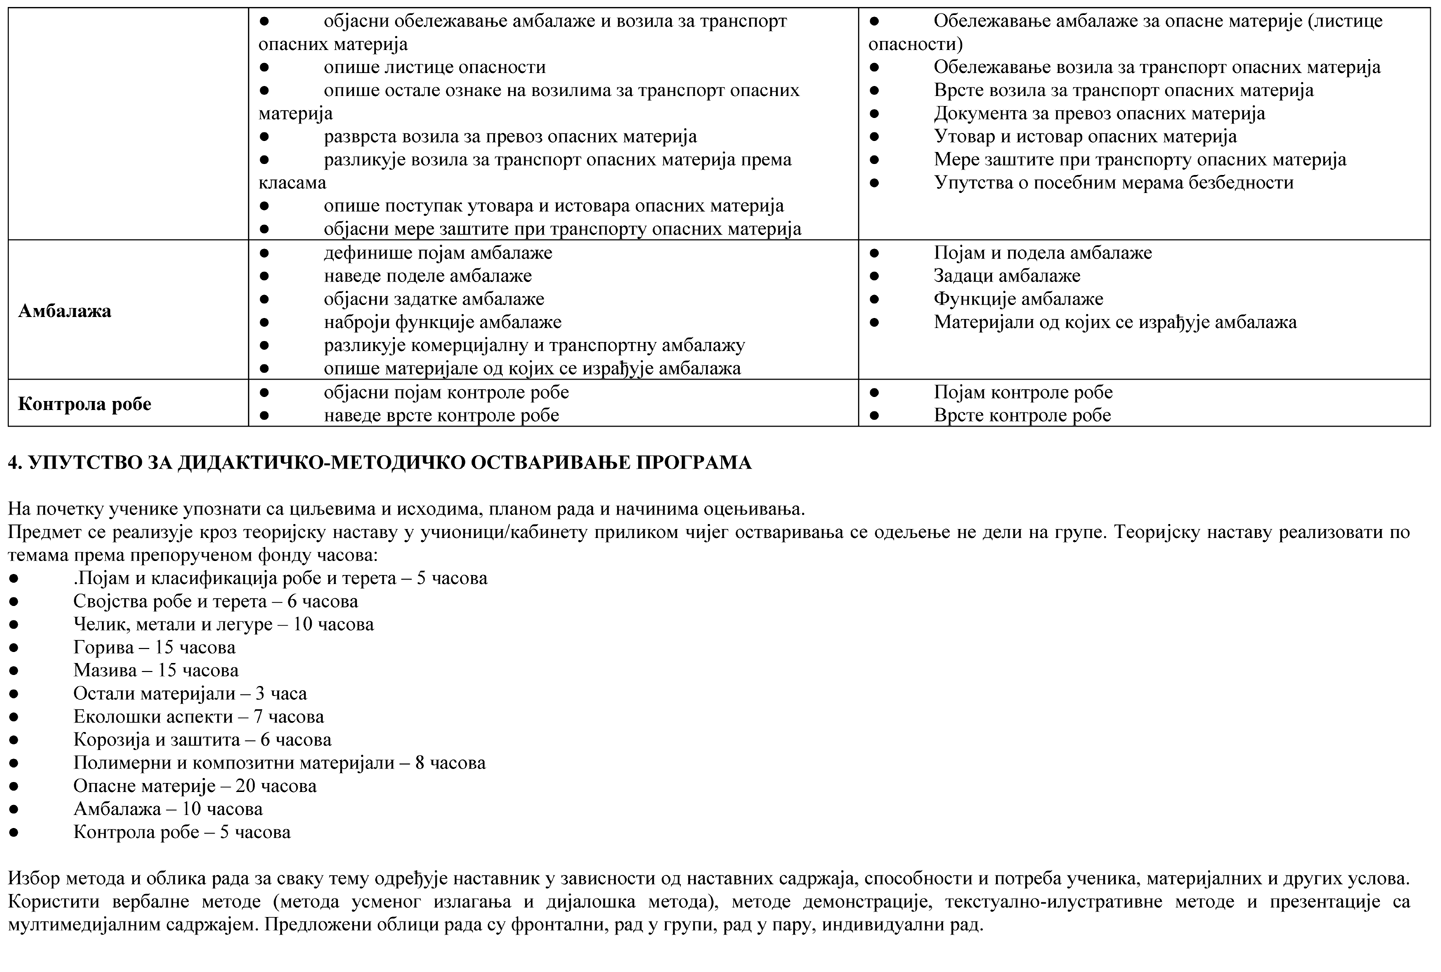 ● објасни обележавање амбалаже и возила за транспорт
опасних материја
● опише листице опасности
● опише остале ознаке на возилима за транспорт опасних
материја
● разврста возила за превоз опасних материја
● разликује возила за транспорт опасних материја према
класама
● опише поступак утовара и истовара опасних материја
● објасни мере заштите при транспорту опасних материја
● Обележавање амбалаже за опасне материје (листице
опасности)
● Обележавање возила за транспорт опасних материја
● Врсте возила за транспорт опасних материја
● Документа за превоз опасних материја
● Утовар и истовар опасних материја
● Мере заштите при транспорту опасних материја
● Упутства о посебним мерама безбедности
Амбалажа
● дефинише појам амбалаже
● наведе поделе амбалаже
● објасни задатке амбалаже
● наброји функције амбалаже
● разликује комерцијалну и транспортну амбалажу
● опише материјале од којих се израђује амбалажа
● Појам и подела амбалаже
● Задаци амбалаже
● Функције амбалаже
● Материјали од којих се израђује амбалажа
Контрола робе
● објасни појам контроле робе
● наведе врсте контроле робе
● Појам контроле робе
● Врсте контроле робе
4. УПУТСТВО ЗА ДИДАКТИЧКО-МЕТОДИЧКО ОСТВАРИВАЊЕ ПРОГРАМА
На почетку ученике упознати са циљевима и исходима, планом рада и начинима оцењивања.
Предмет се реализује кроз теоријску наставу у учионици/кабинету приликом чијег остваривања се одељење не дели на групе. Теоријску наставу реализовати по
темама према препорученом фонду часова:
● .Појам и класификација робе и терета – 5 часова
● Својства робе и терета – 6 часова
● Челик, метали и легуре – 10 часова
● Горива – 15 часова
● Мазива – 15 часова
● Остали материјали – 3 часа
● Еколошки аспекти – 7 часова
● Корозија и заштита – 6 часова
● Полимерни и композитни материјали – 8 часова
● Опасне материје – 20 часова
● Амбалажа – 10 часова
● Контрола робе – 5 часова
Избор метода и облика рада за сваку тему одређује наставник у зависности од наставних садржаја, способности и потреба ученика, материјалних и других услова.
Користити вербалне методе (метода усменог излагања и дијалошка метода), методе демонстрације, текстуално-илустративне методе и презентације са
мултимедијалним садржајем. Предложени облици рада су фронтални, рад у групи, рад у пару, индивидуални рад.